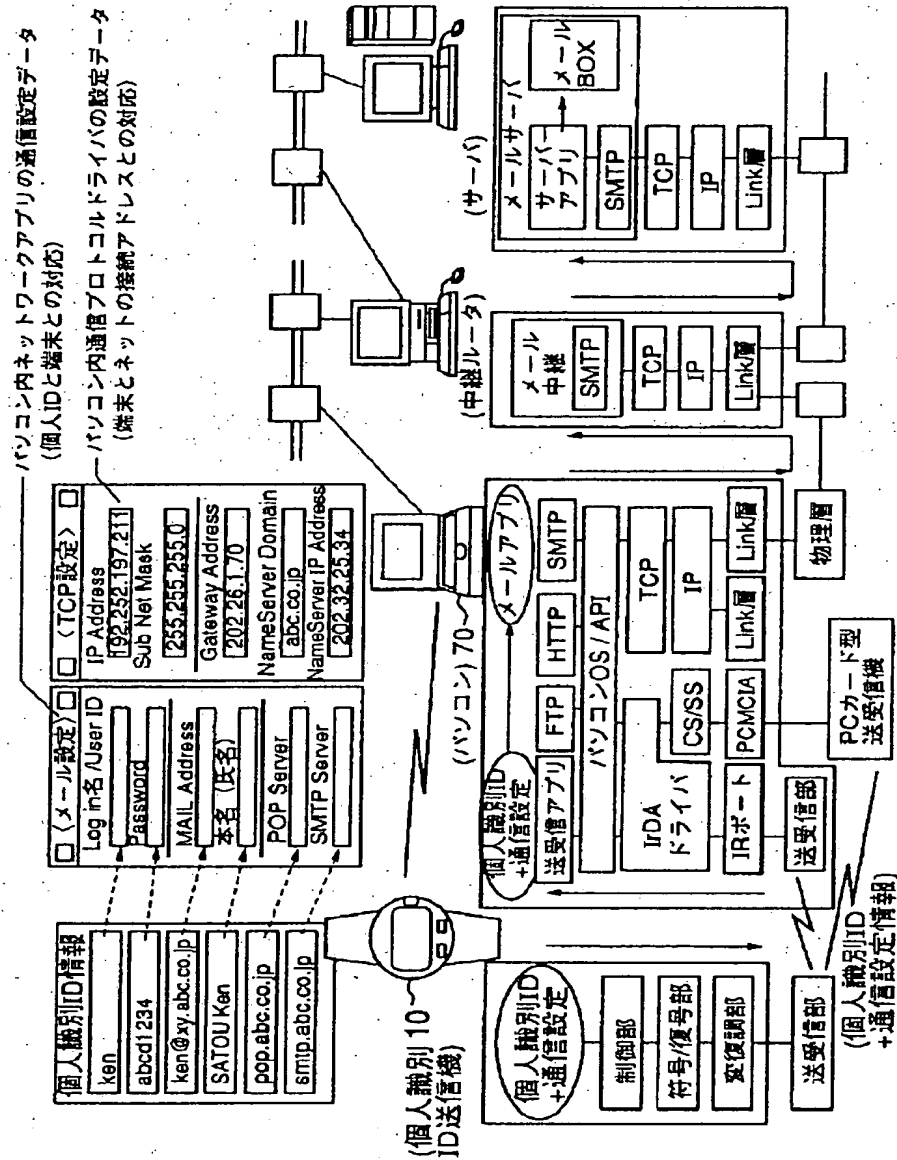 パソコン内ネットワークアプリの通信設定データ
(個人IDと端末との対応)
パソコン内通信プロトコルドライバの設定データ
(端末とネットの接続アドレスとの対応)
個人識別ID情報
ken
abcd1234
ken@xy.abc.co.jp
SATOU Ken
pop.abc.co.jp
smtp.abc.co.jp
〈メール設定〉
Log in名/User ID
Password
MAIL Address
本名 (氏名)
POP Server
SMTP Server
〈TCP設定〉
IP Address
192.252.197.211
Sub Net Mask
255.255.255.0
Gateway Address
202.26.1.70
NameServer Domain
abc.co.jp
NameServer IP Address
202.32.25.34
(個人識別 10
ID送信機)
(パソコン) 70
(中継ルータ)
(サーバ)
個人識別ID
+通信設定
制御部
符号/復号部
変復調部
送受信部
(個人識別ID
+通信設定情報)
個人識別ID
+通信設定
メールアプリ
送受信アプリ
FTP
HTTP
SMTP
パソコンOS/API
IrDA
ドライバ
CS/SS
TCP
IP
IRポート
PCMCIA
Link層
Link層
送受信部
PCカード型
送受信機
物理層
メール
中継
SMTP
TCP
IP
Link層
メールサーバ
サーバー
アプリ
メール
BOX
SMTP
TCP
IP
Link層